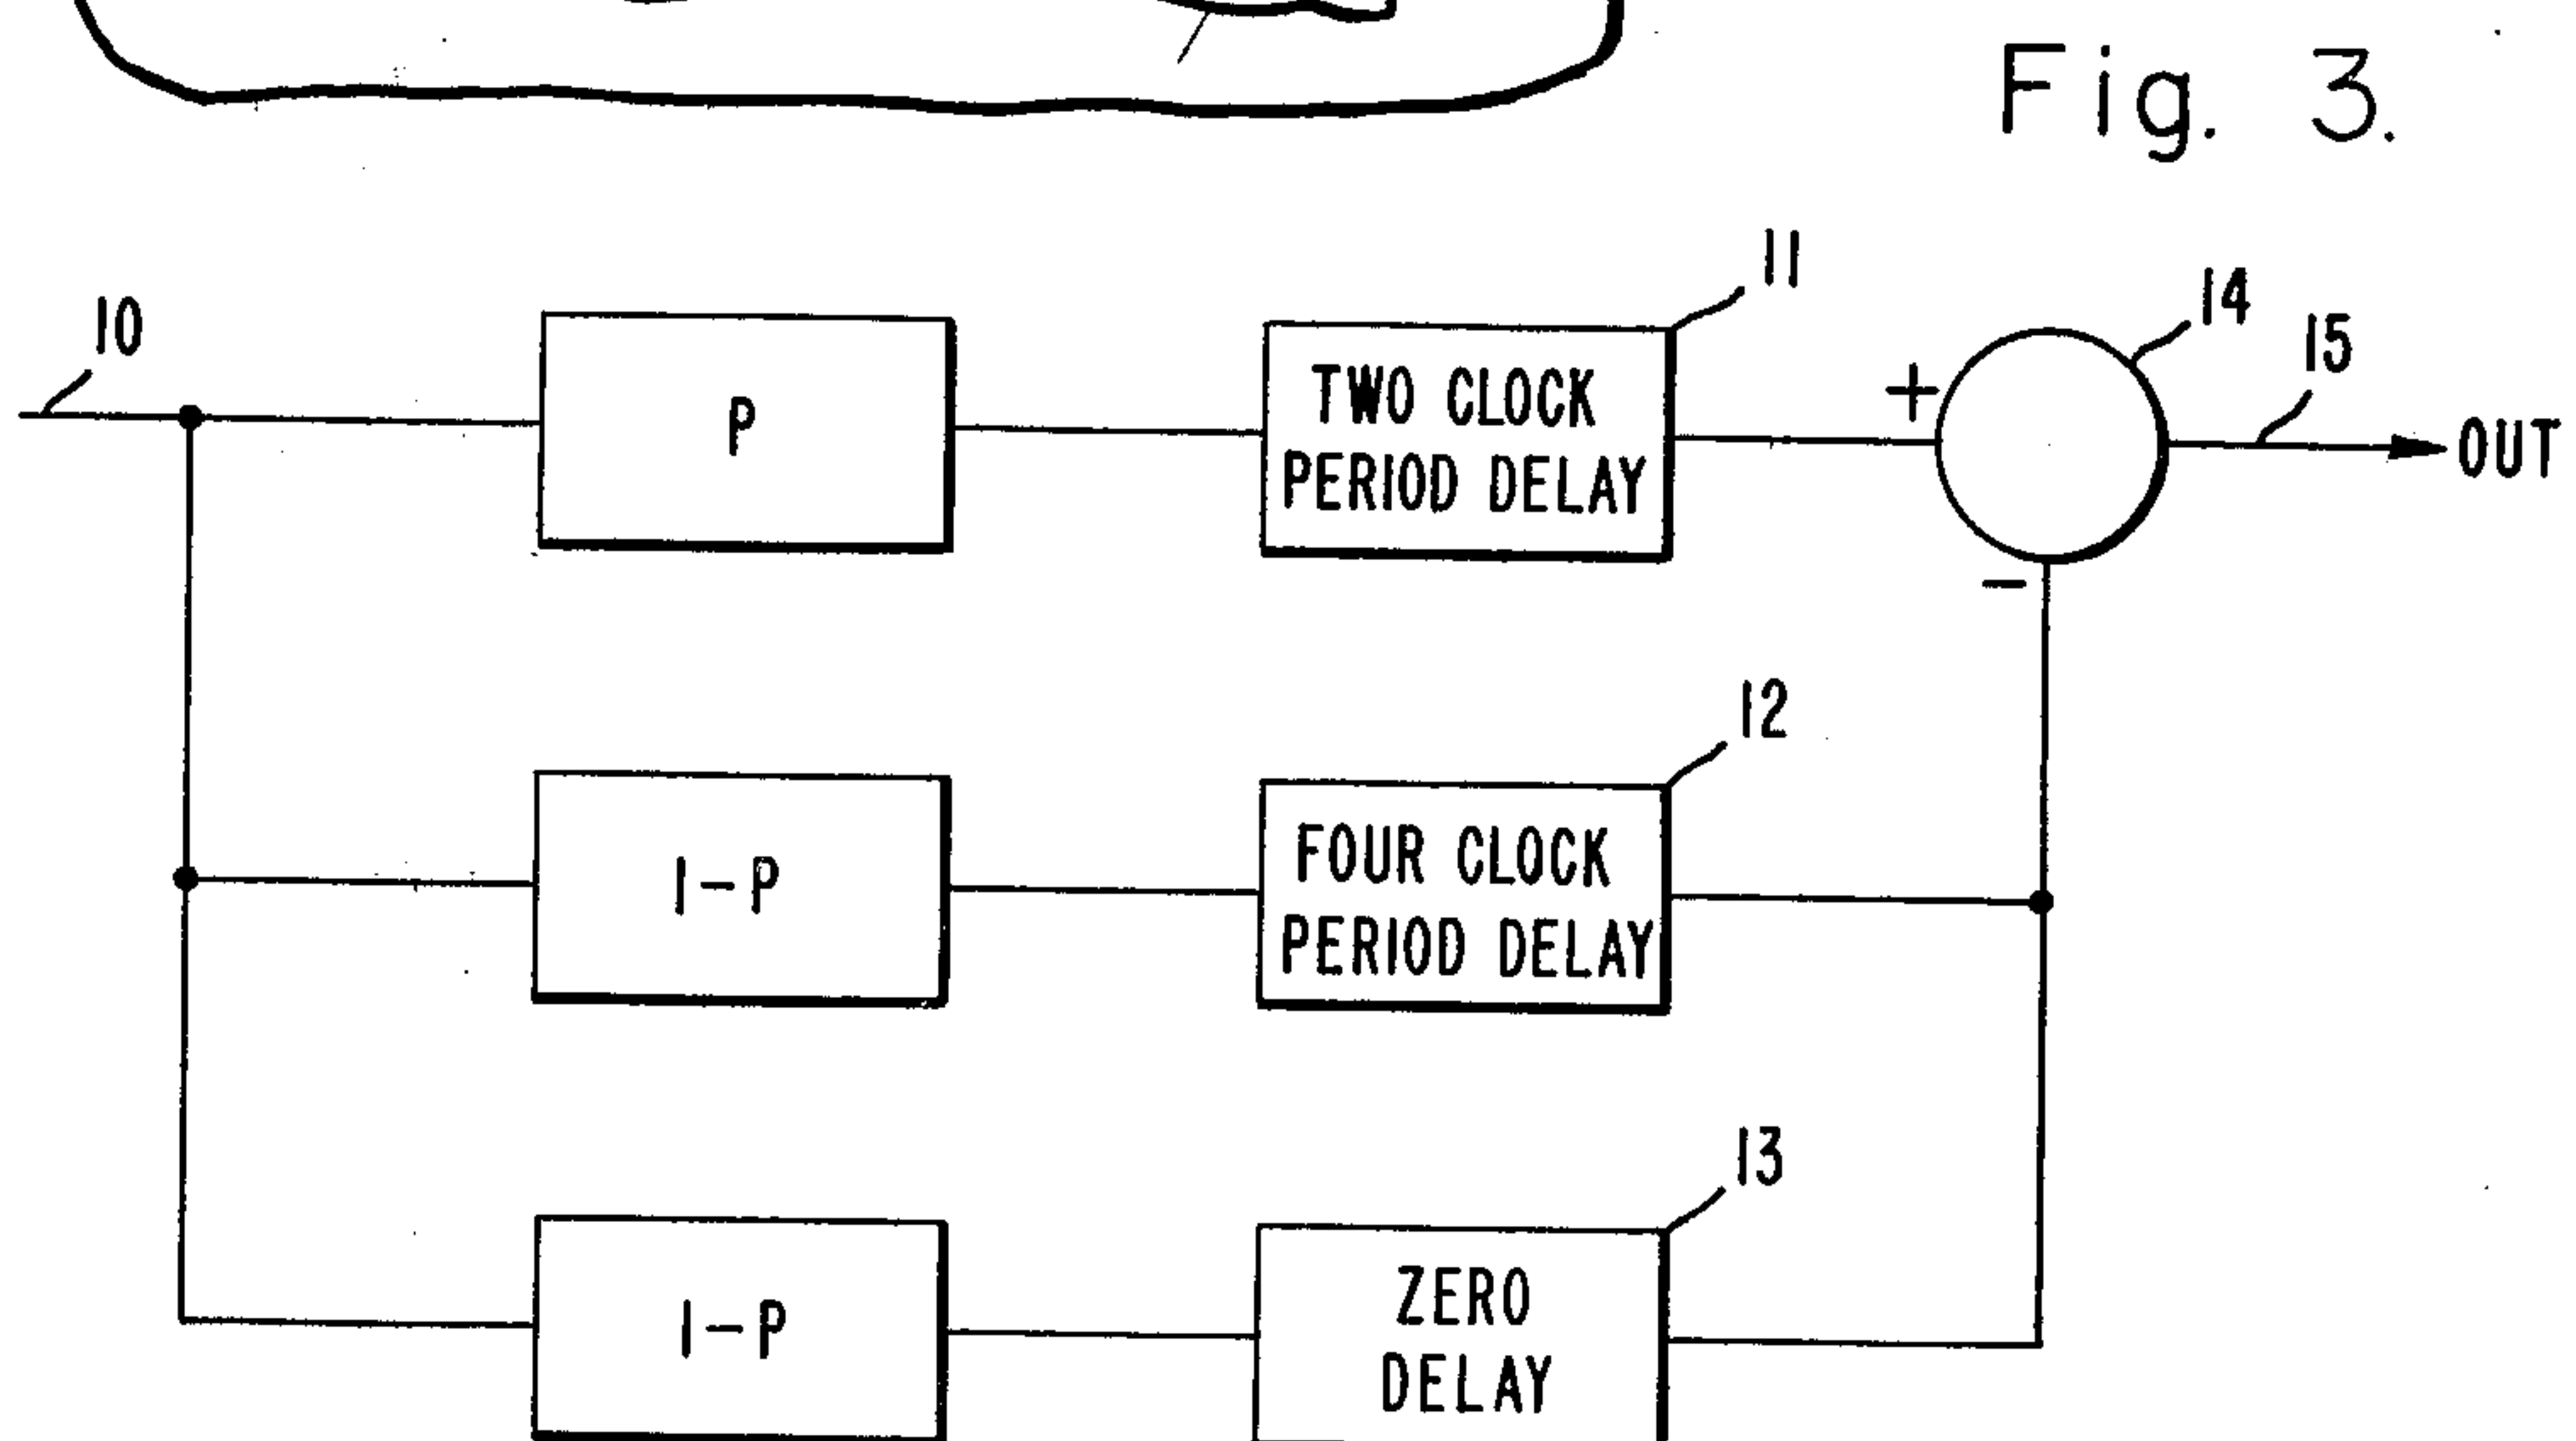 Fig. 3.
10
11
14
15
P
TWO CLOCK
PERIOD DELAY
+
OUT
-
12
1-P
FOUR CLOCK
PERIOD DELAY
13
1-P
ZERO
DELAY